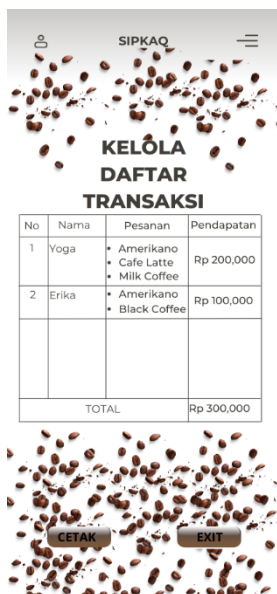 SIPKAQ
KELOLA
DAFTAR
TRANSAKSI
No Nama Pesanan Pendapatan
1 Yoga • Amerikano
• Cafe Latte
• Milk Coffee
Rp 200,000
2 Erika • Amerikano
• Black Coffee
Rp 100,000
TOTAL Rp 300,000
CETAK EXIT